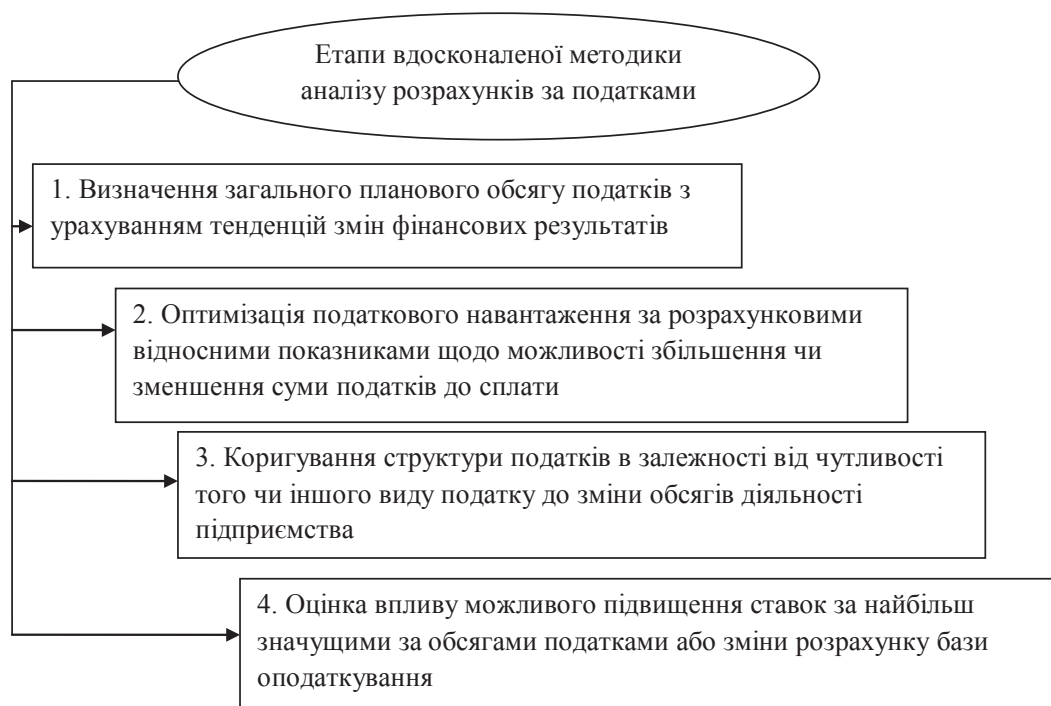 Етапи вдосконаленої методики
аналізу розрахунків за податками
1. Визначення загального планового обсягу податків з
урахуванням тенденцій змін фінансових результатів
2. Оптимізація податкового навантаження за розрахунковими
відносними показниками щодо можливості збільшення чи
зменшення суми податків до сплати
3. Коригування структури податків в залежності від чутливості
того чи іншого виду податку до зміни обсягів діяльності
підприємства
4. Оцінка впливу можливого підвищення ставок за найбільш
значущими за обсягами податками або зміни розрахунку бази
оподаткування